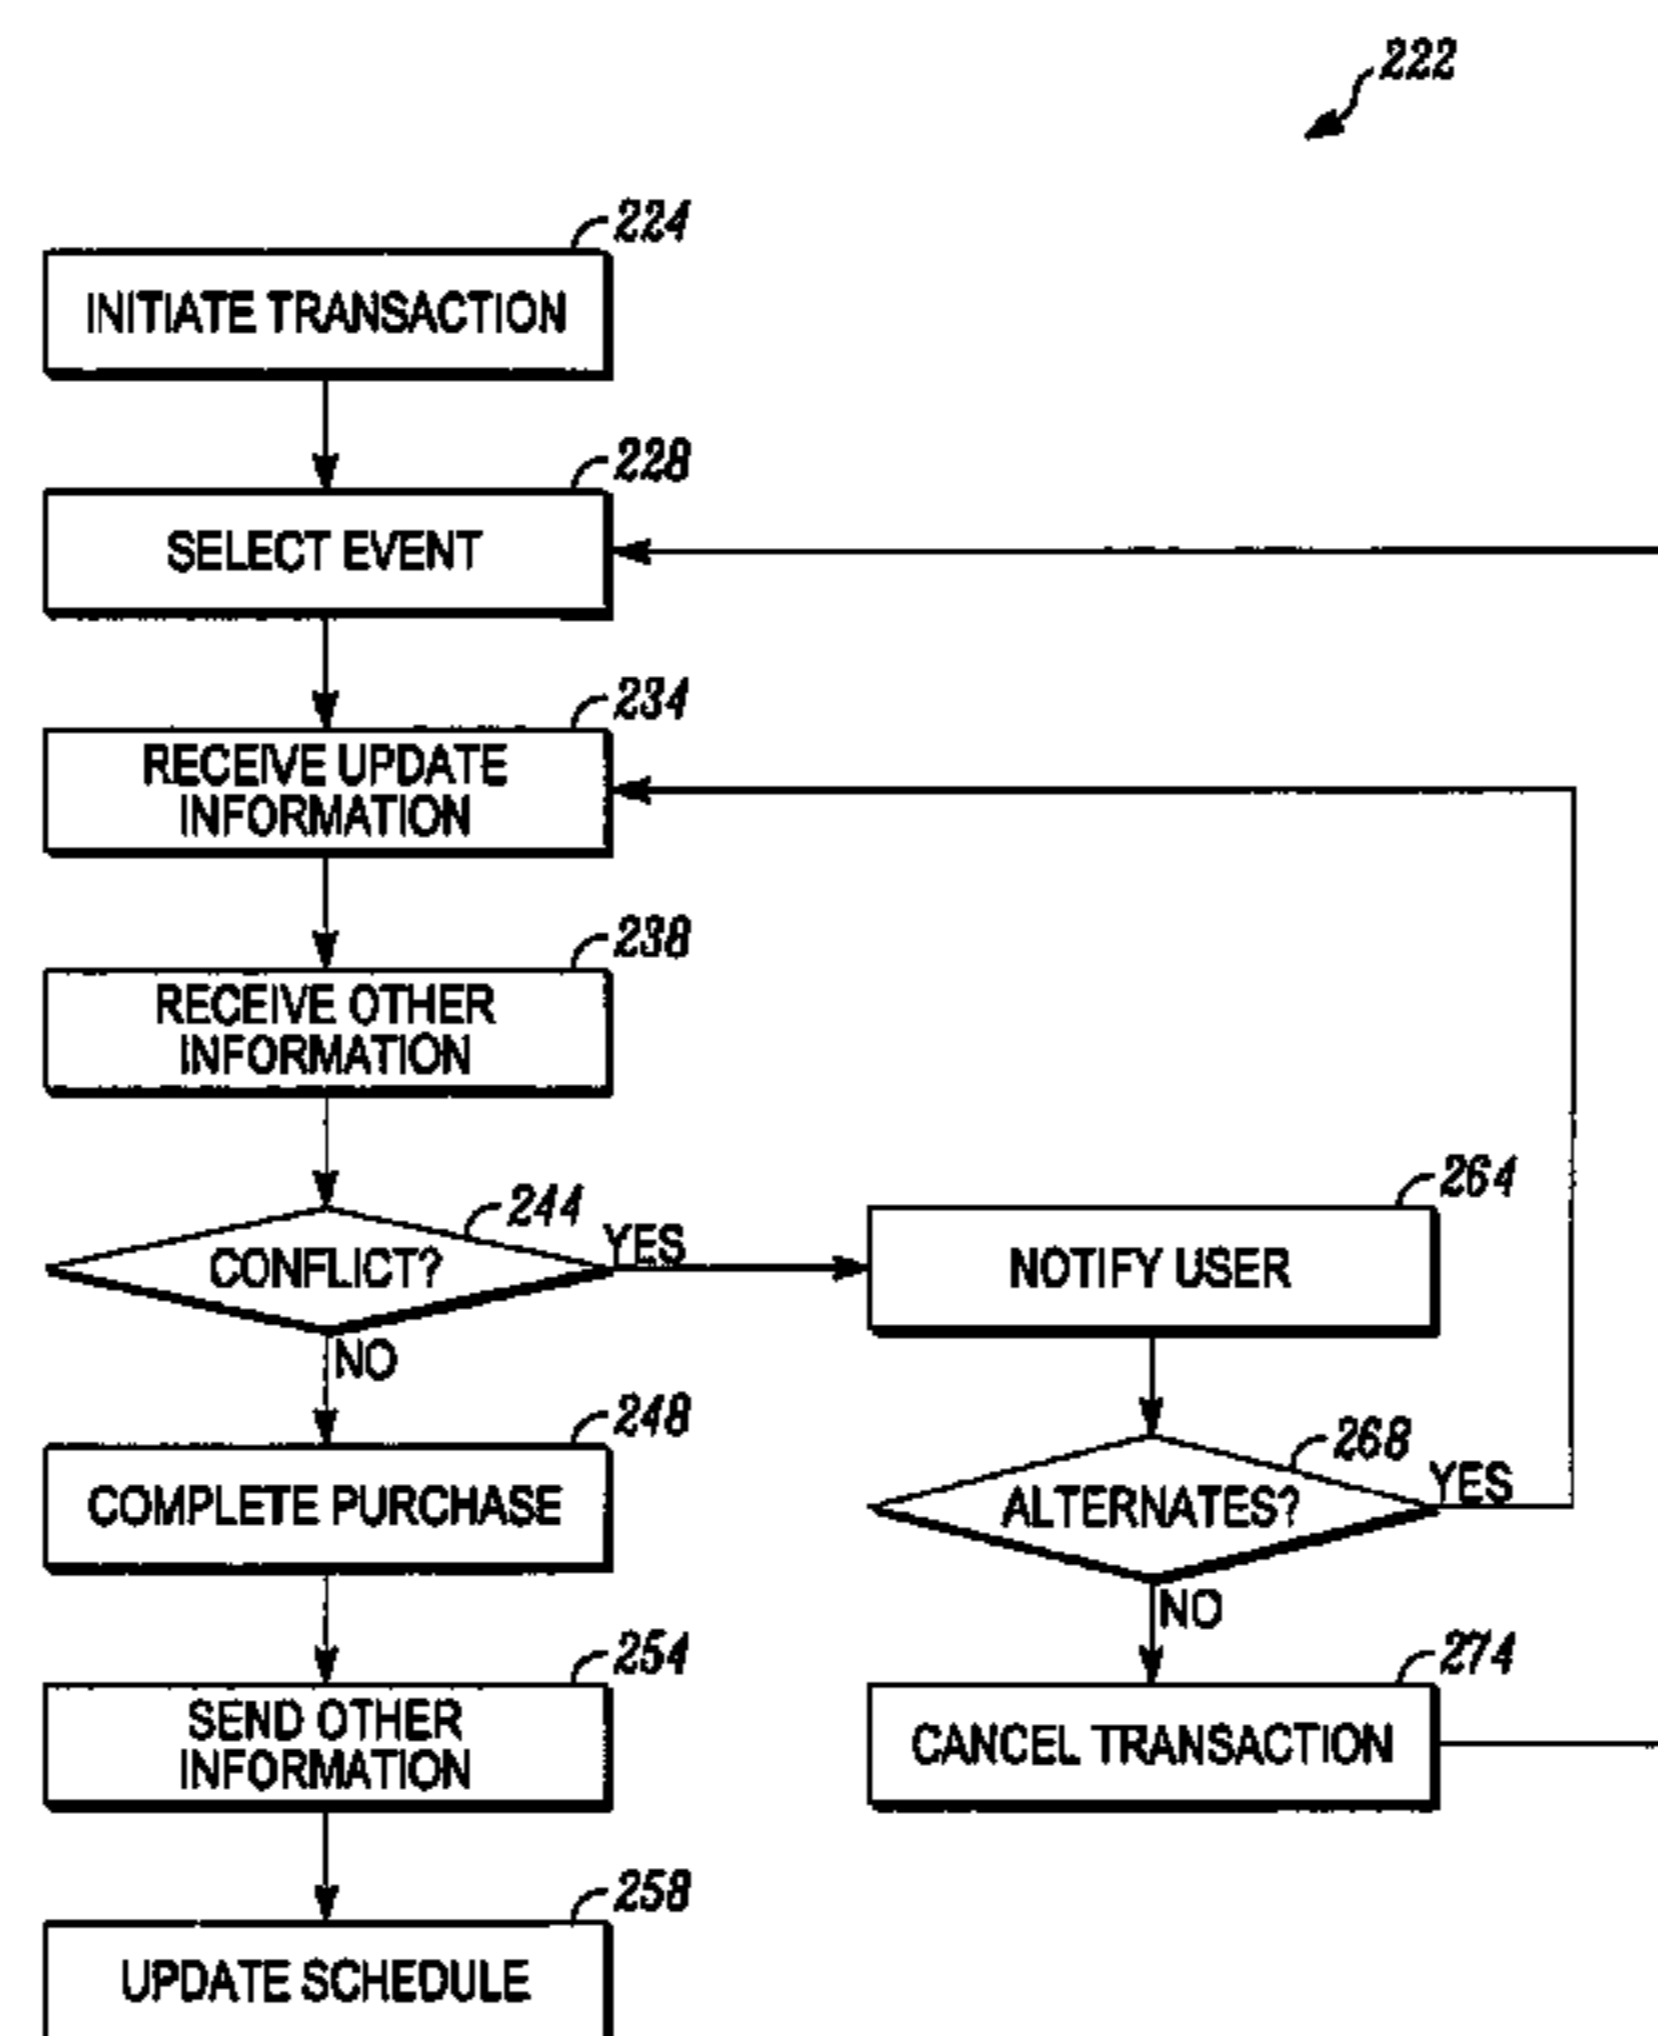 222
224
INITIATE TRANSACTION
228
SELECT EVENT
234
RECEIVE UPDATE
INFORMATION
238
RECEIVE OTHER
INFORMATION
244
CONFLICT?
YES
NO
264
NOTIFY USER
248
COMPLETE PURCHASE
268
ALTERNATES?
YES
NO
254
SEND OTHER
INFORMATION
274
CANCEL TRANSACTION
258
UPDATE SCHEDULE